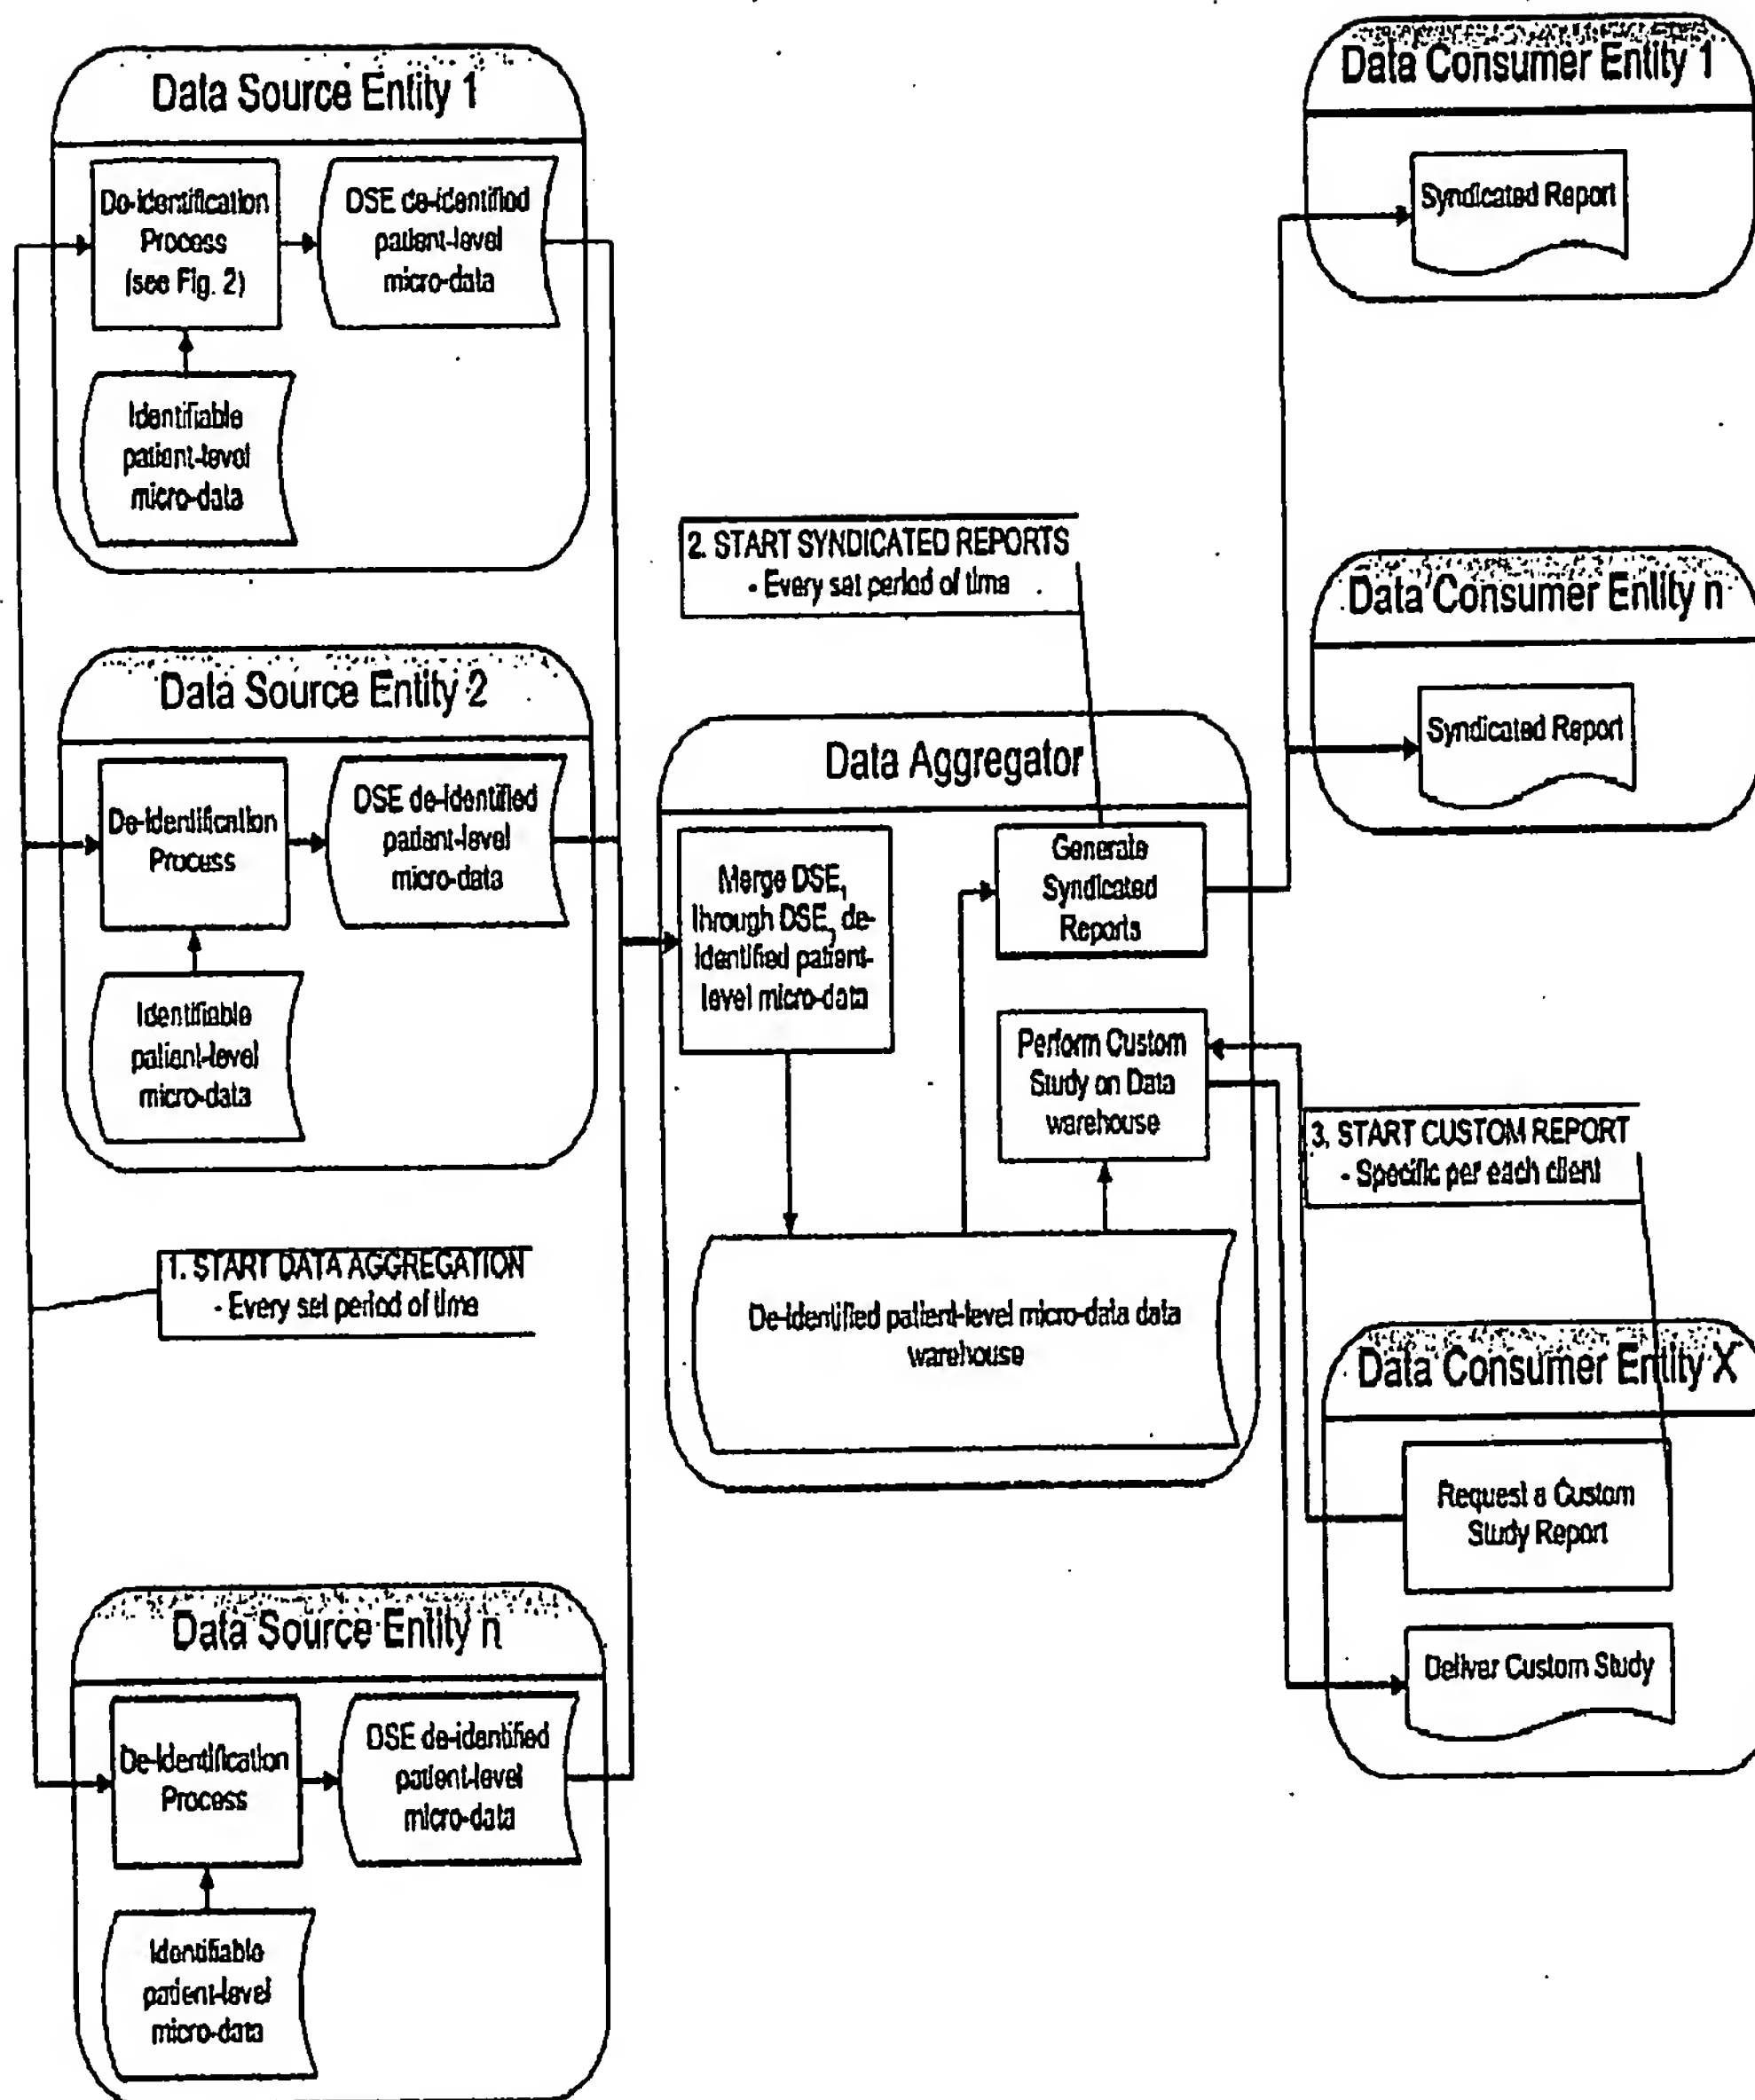 Data Source Entity 1
De-identification
Process
(see Fig. 2)
DSE de-identified
patient-level
micro-data
Identifiable
patient-level
micro-data
Data Source Entity 2
De-identification
Process
DSE de-identified
patient-level
micro-data
Identifiable
patient-level
micro-data
1. START DATA AGGREGATION
- Every set period of time
Data Source Entity n
De-identification
Process
DSE de-identified
patient-level
micro-data
Identifiable
patient-level
micro-data
2. START SYNDICATED REPORTS
- Every set period of time
Data Aggregator
Merge DSE1
through DSEn de-
identified patient-
level micro-data
Generate
Syndicated
Reports
Perform Custom
Study on Data
warehouse
De-identified patient-level micro-data data
warehouse
Data Consumer Entity 1
Syndicated Report
Data Consumer Entity n
Syndicated Report
3. START CUSTOM REPORT
- Specific per each client
Data Consumer Entity X
Request a Custom
Study Report
Deliver Custom Study